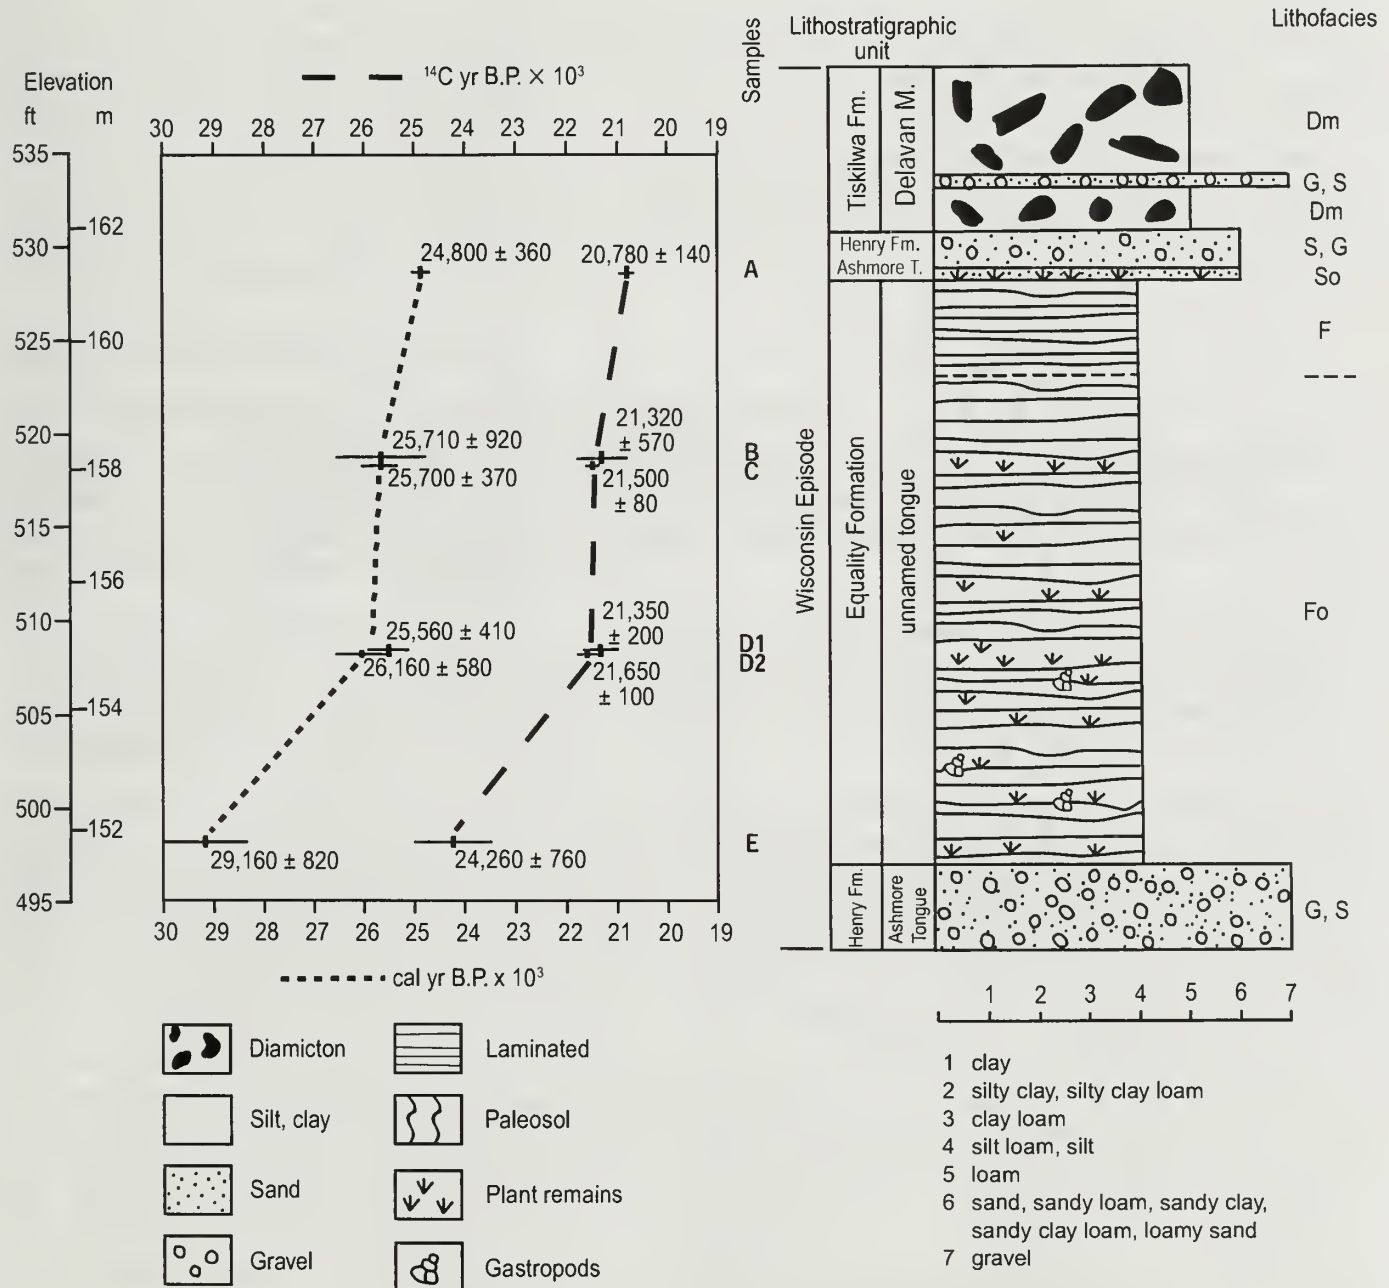 Elevation
ft m
¹⁴C yr B.P. × 10³
30 29 28 27 26 25 24 23 22 21 20 19
535
530
525
520
515
510
505
500
495
162
160
158
156
154
152
24,800 ± 360
20,780 ± 140
25,710 ± 920
21,320
± 570
25,700 ± 370
21,500
± 80
25,560 ± 410
21,350
± 200
26,160 ± 580
21,650
± 100
29,160 ± 820
24,260 ± 760
30 29 28 27 26 25 24 23 22 21 20 19
cal yr B.P. x 10³
Samples
A
B
C
D1
D2
E
Lithostratigraphic
unit
Wisconsin Episode
Tiskilwa Fm.
Delavan M.
Henry Fm.
Ashmore T.
Equality Formation
unnamed tongue
Henry Fm.
Ashmore
Tongue
Lithofacies
Dm
G, S
Dm
S, G
So
F
Fo
G, S
1 2 3 4 5 6 7
1 clay
2 silty clay, silty clay loam
3 clay loam
4 silt loam, silt
5 loam
6 sand, sandy loam, sandy clay,
sandy clay loam, loamy sand
7 gravel
Diamicton
Silt, clay
Sand
Gravel
Laminated
Paleosol
Plant remains
Gastropods